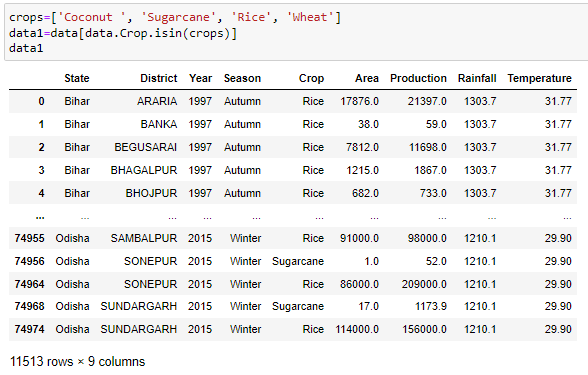 crops=['Coconut ', 'Sugarcane', 'Rice', 'Wheat']
data1=data[data.Crop.isin(crops)]
data1
State District Year Season Crop Area Production Rainfall Temperature
0 Bihar ARARIA 1997 Autumn Rice 17876.0 21397.0 1303.7 31.77
1 Bihar BANKA 1997 Autumn Rice 38.0 59.0 1303.7 31.77
2 Bihar BEGUSARAI 1997 Autumn Rice 7812.0 11698.0 1303.7 31.77
3 Bihar BHAGALPUR 1997 Autumn Rice 1215.0 1867.0 1303.7 31.77
4 Bihar BHOJPUR 1997 Autumn Rice 682.0 733.0 1303.7 31.77
... ... ... ... ... ... ... ... ... ...
74955 Odisha SAMBALPUR 2015 Winter Rice 91000.0 98000.0 1210.1 29.90
74956 Odisha SONEPUR 2015 Winter Sugarcane 1.0 52.0 1210.1 29.90
74964 Odisha SONEPUR 2015 Winter Rice 86000.0 209000.0 1210.1 29.90
74968 Odisha SUNDARGARH 2015 Winter Sugarcane 17.0 1173.9 1210.1 29.90
74974 Odisha SUNDARGARH 2015 Winter Rice 114000.0 156000.0 1210.1 29.90
11513 rows × 9 columns